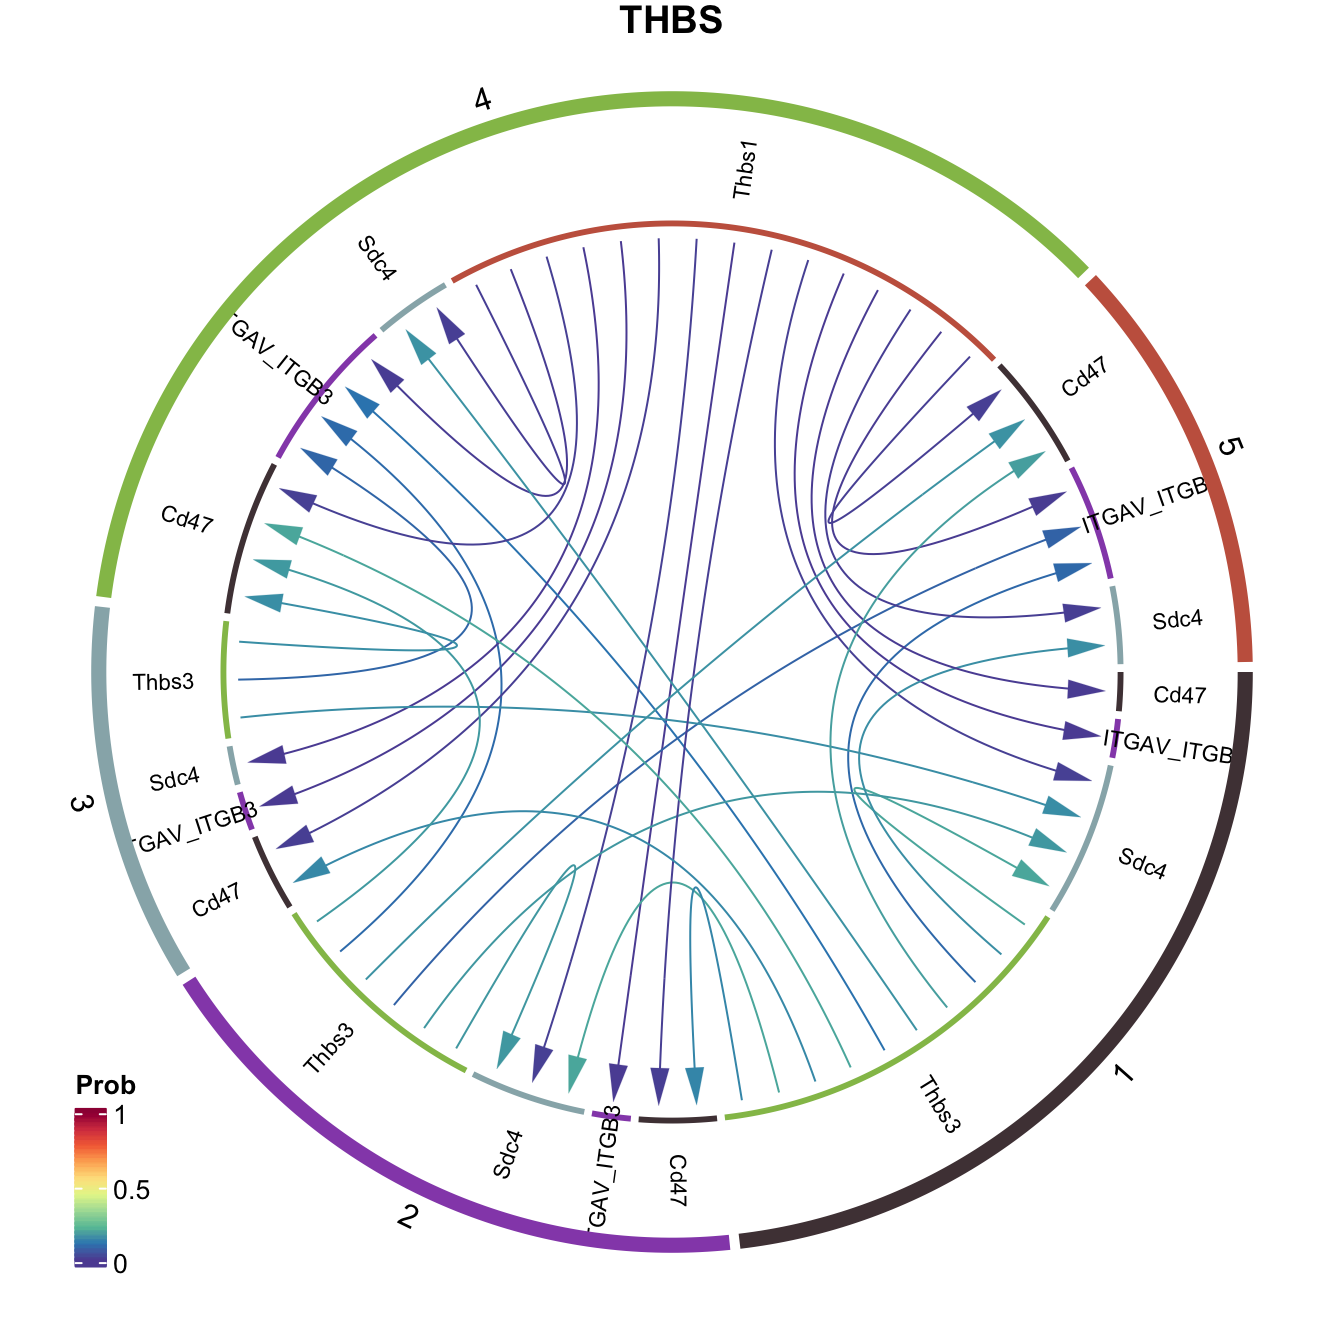 THBS
4
Thbs1
Sdc4
GAV_ITGB3
Cd47
Cd47
5
ITGAV_ITGB
Sdc4
Cd47
ITGAV_ITGB
Sdc4
1
Thbs3
Thbs3
Sdc4
3
GAV_ITGB3
Cd47
Thbs3
2
Sdc4
GAV_ITGB3
Cd47
Prob
1
0.5
0